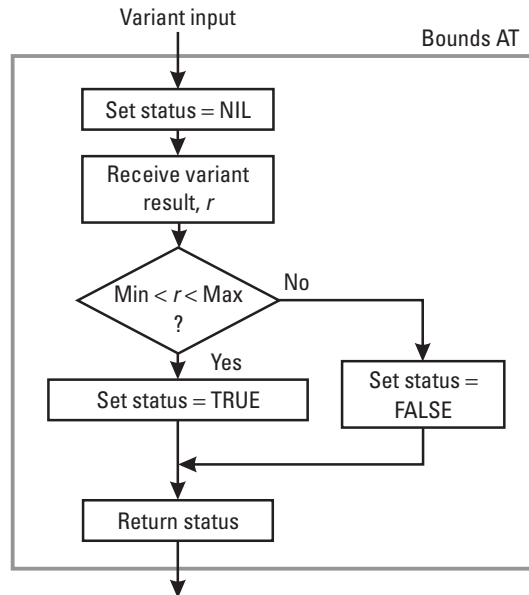 Variant input
Bounds AT
Set status = NIL
Receive variant
result, r
Min < r < Max
?
No
Yes
Set status = TRUE
Set status =
FALSE
Return status